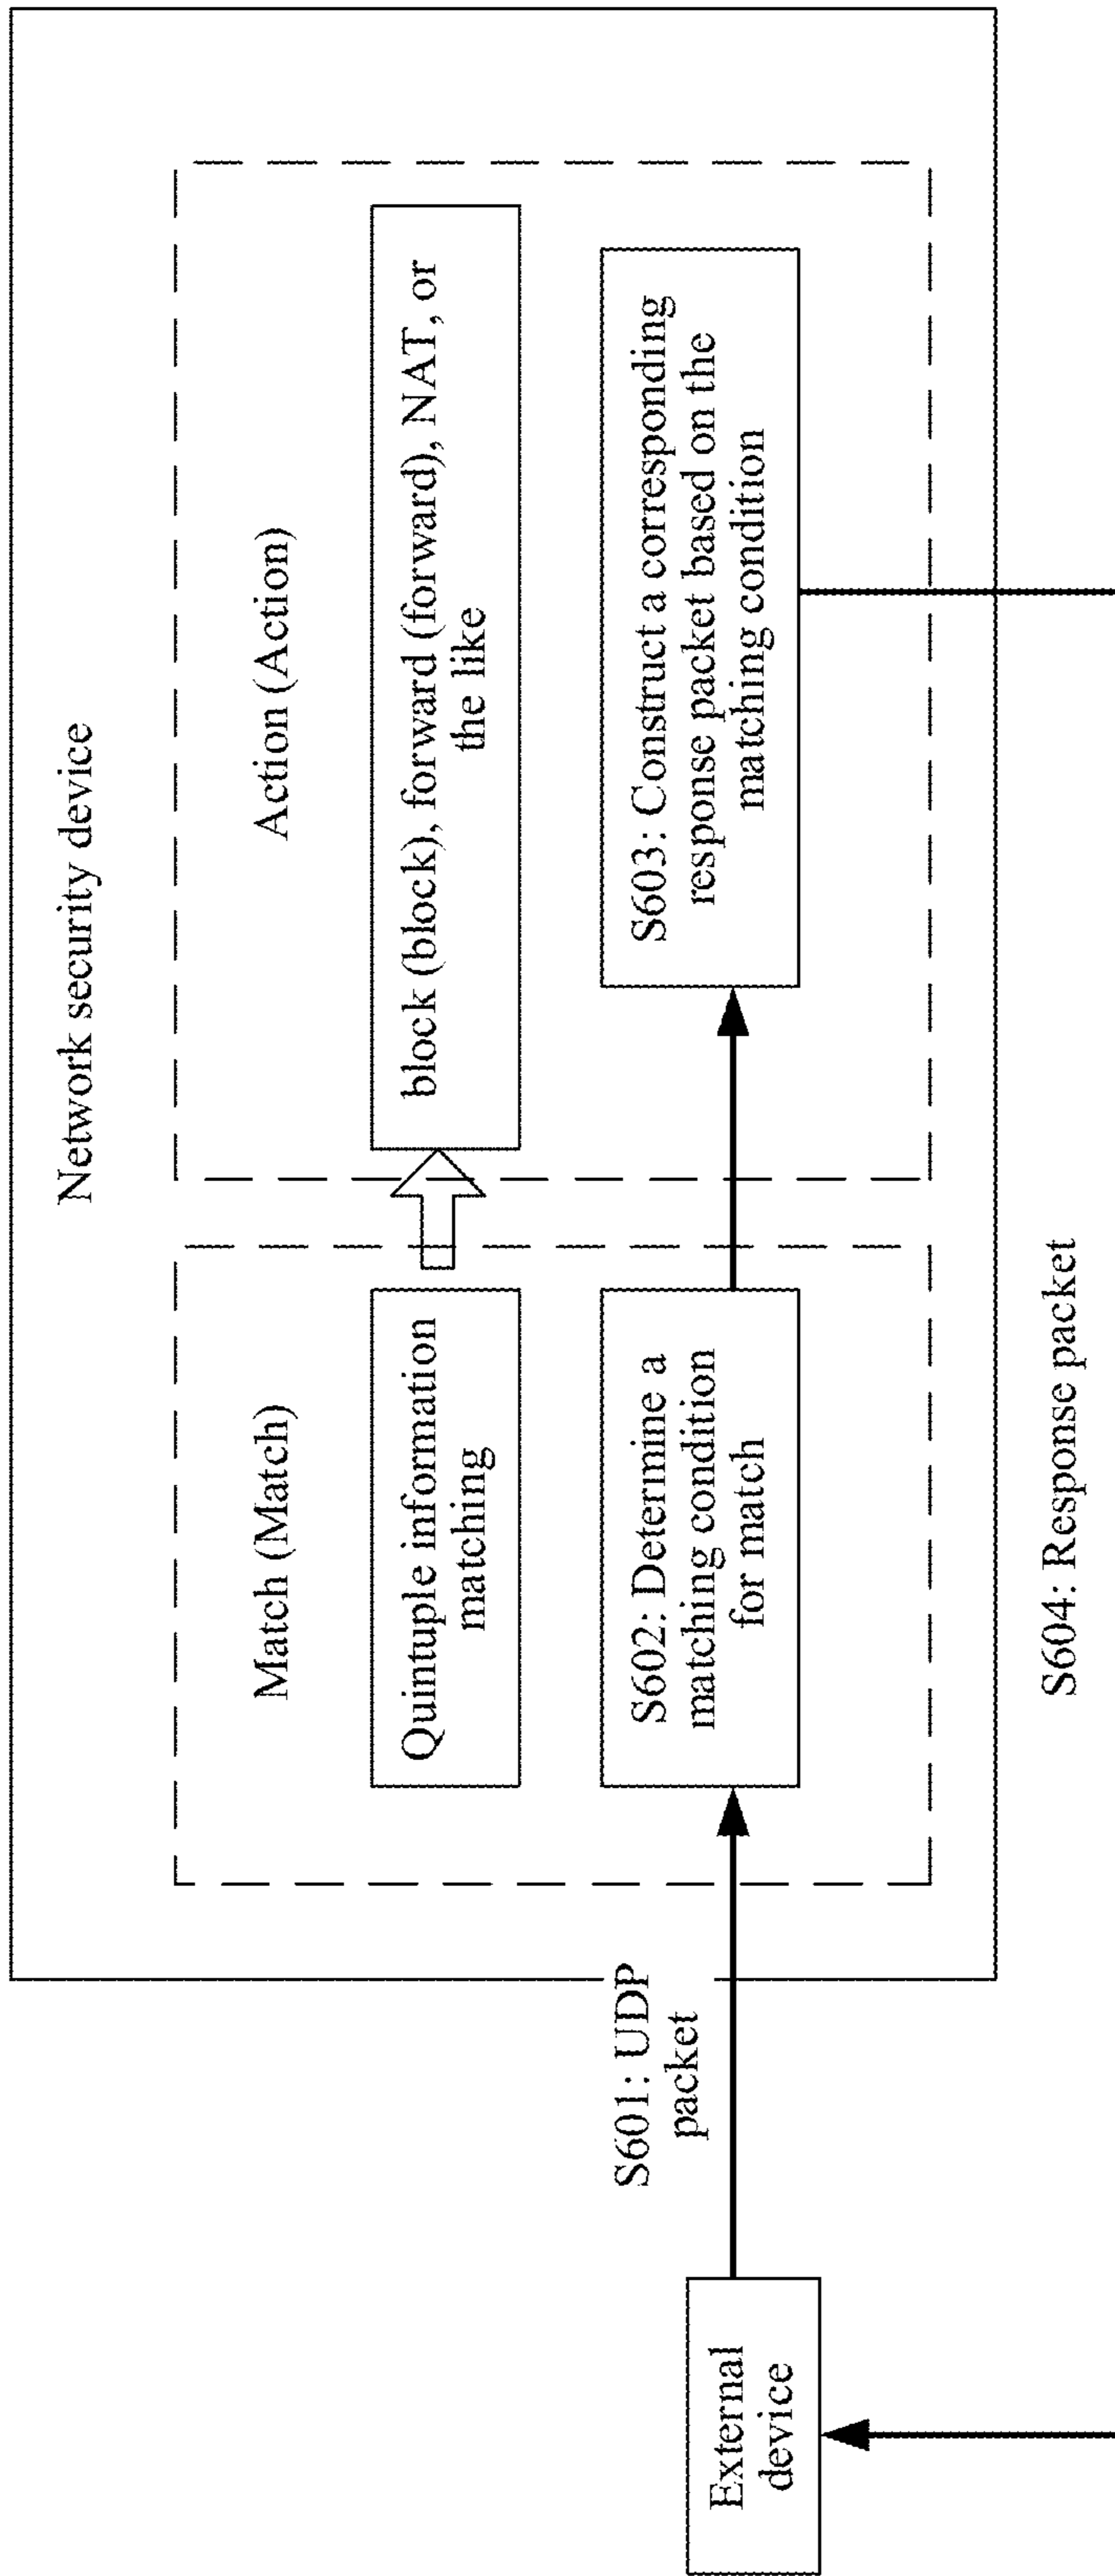 Network security device
Match (Match)
Action (Action)
Quintuple information
matching
block (block), forward (forward), NAT, or
the like
S601: UDP
packet
External
device
S602: Determine a
matching condition
for match
S603: Construct a corresponding
response packet based on the
matching condition
S604: Response packet